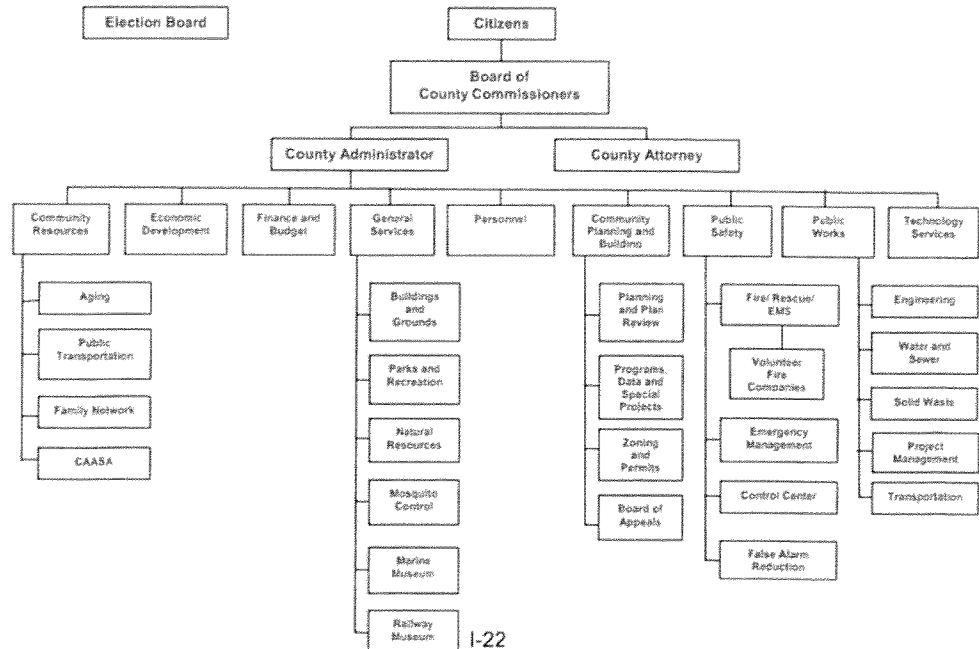 Election Board
Citizens
Board of
County Commissioners
County Administrator
County Attorney
Community
Resources
Economic
Development
Finance and
Budget
General
Services
Personnel
Community
Planning and
Building
Public
Safety
Public
Works
Technology
Services
Aging
Public
Transportation
Family Network
CAASA
Buildings
and
Grounds
Parks and
Recreation
Natural
Resources
Mosquito
Control
Marine
Museum
Railway
Museum
Planning
and Plan
Review
Programs,
Data and
Special
Projects
Zoning
and
Permits
Board of
Appeals
Fire/ Rescue/
EMS
Volunteer
Fire
Companies
Emergency
Management
Control Center
False Alarm
Reduction
Engineering
Water and
Sewer
Solid Waste
Project
Management
Transportation
I-22